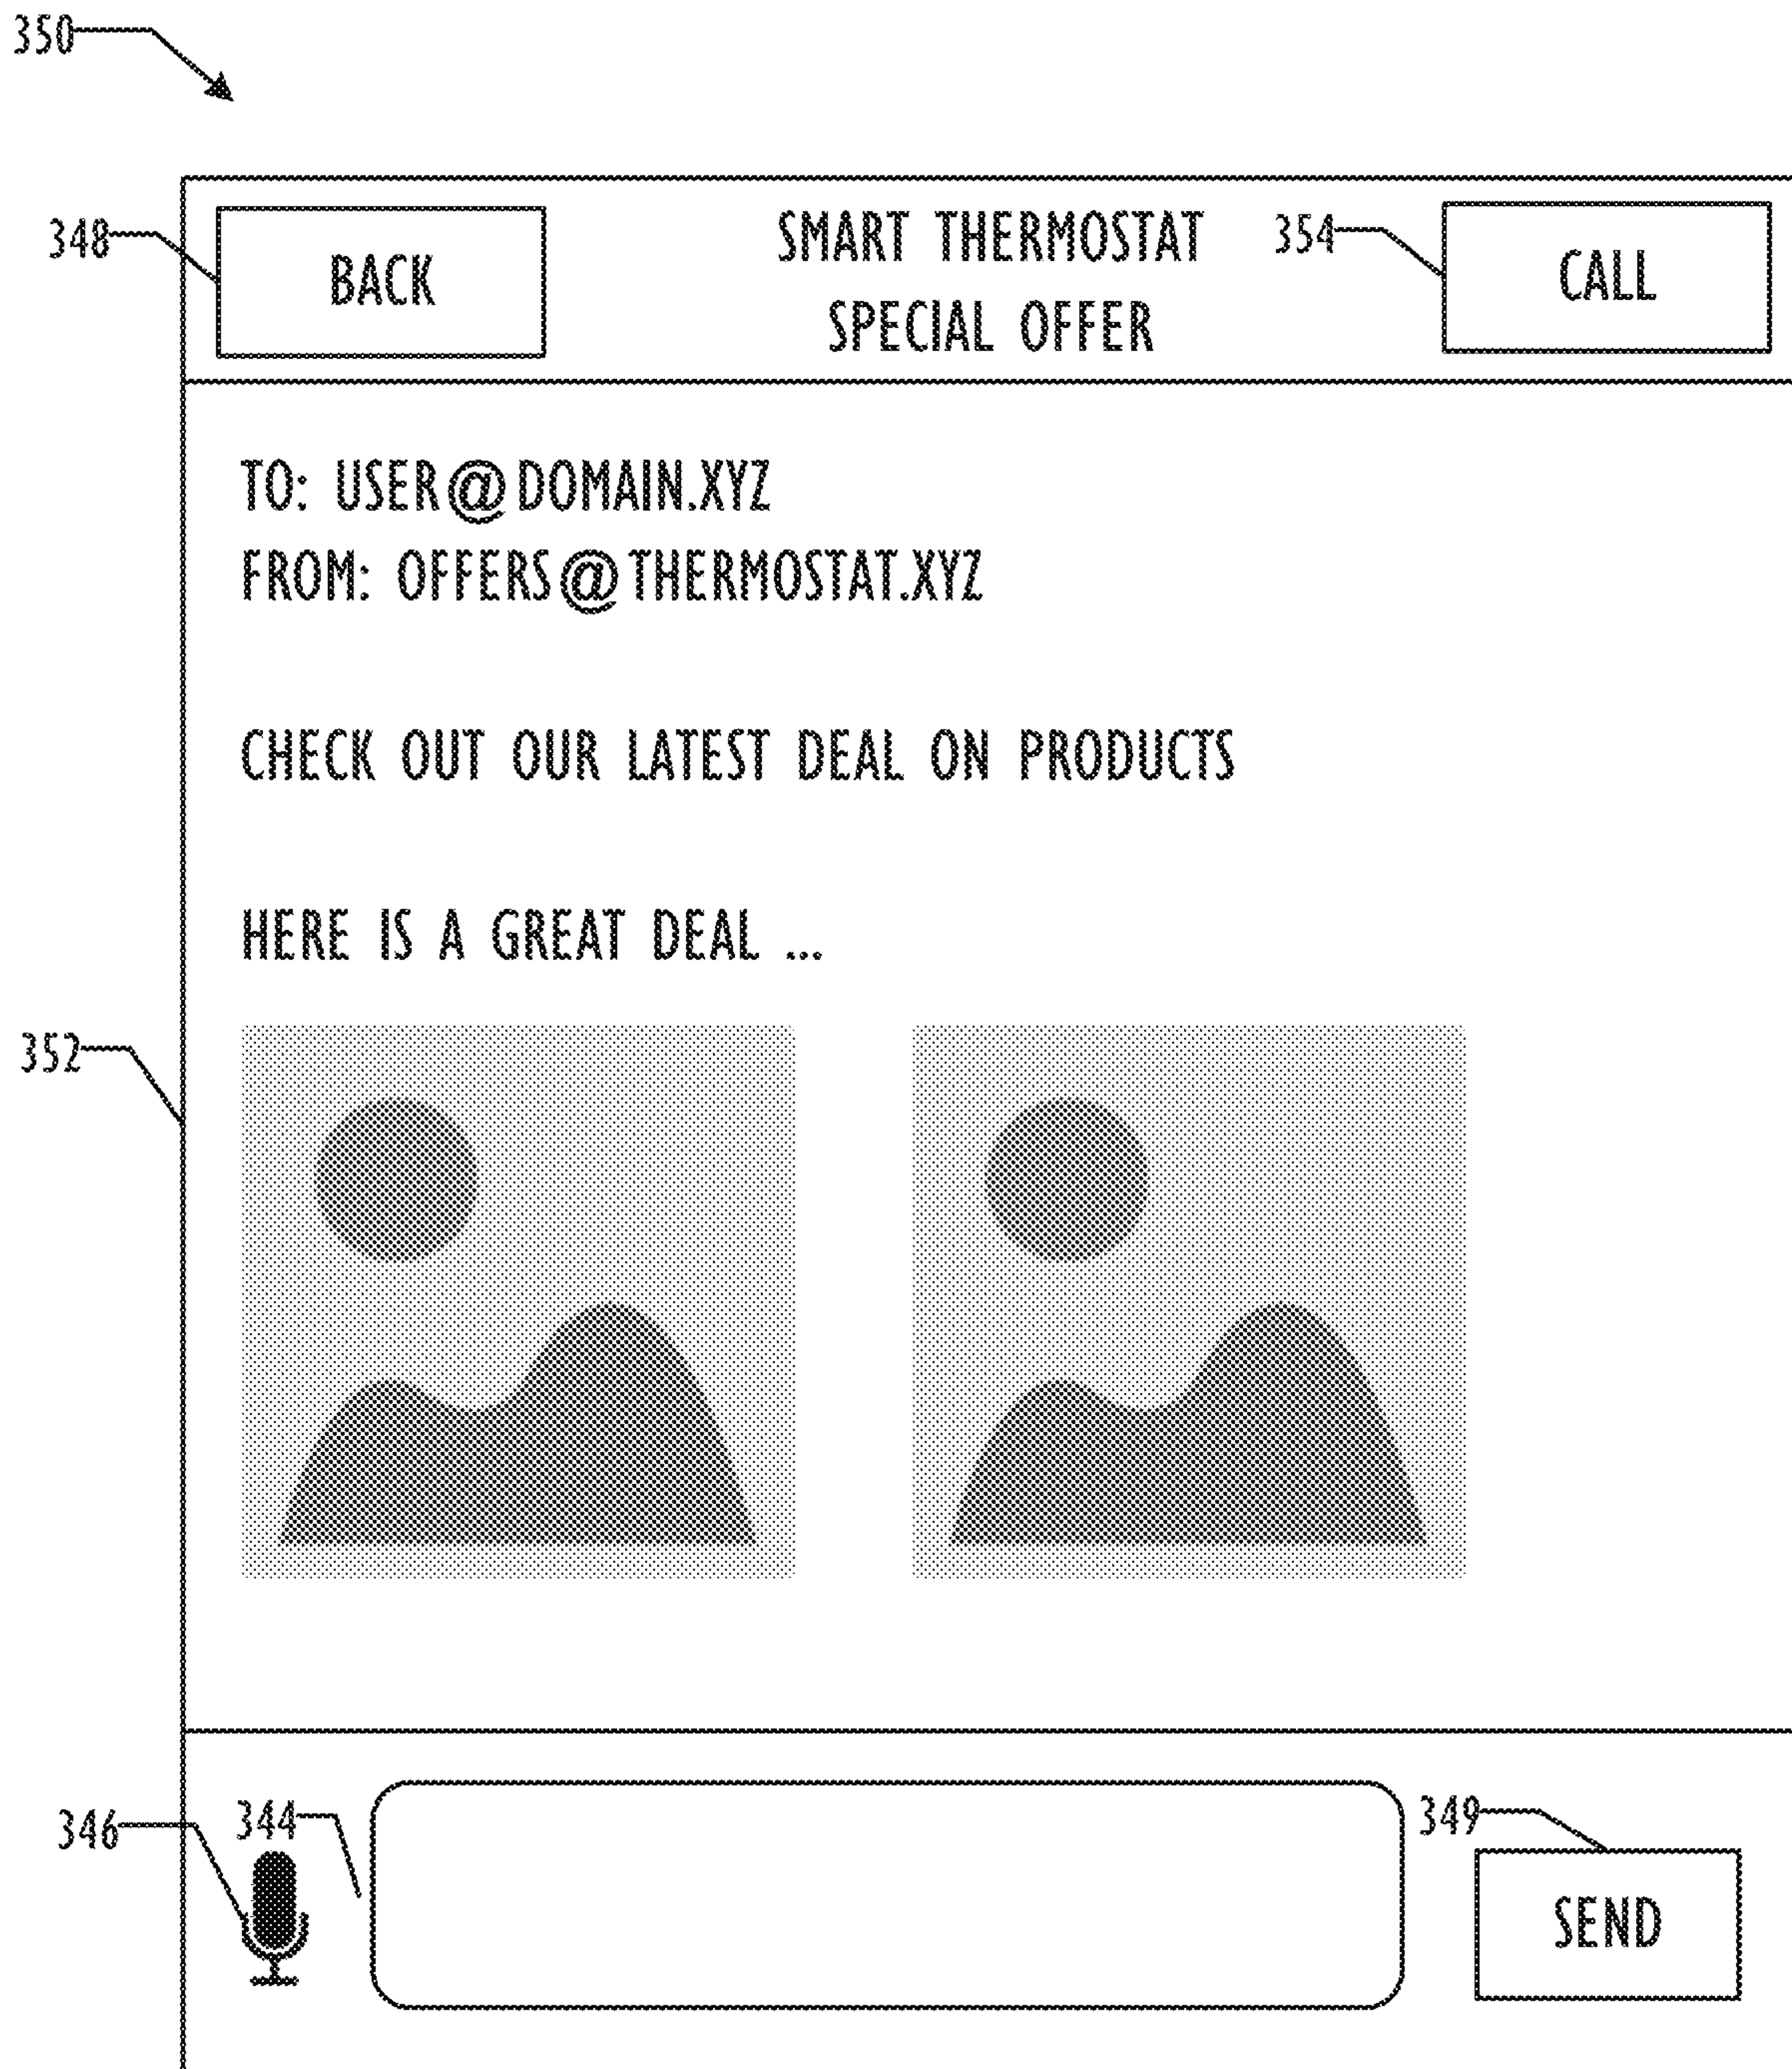 350
348
BACK
SMART THERMOSTAT
SPECIAL OFFER
354
CALL
TO: USER@DOMAIN.XYZ
FROM: OFFERS@THERMOSTAT.XYZ
CHECK OUT OUR LATEST DEAL ON PRODUCTS
HERE IS A GREAT DEAL ...
352
346
344
349
SEND